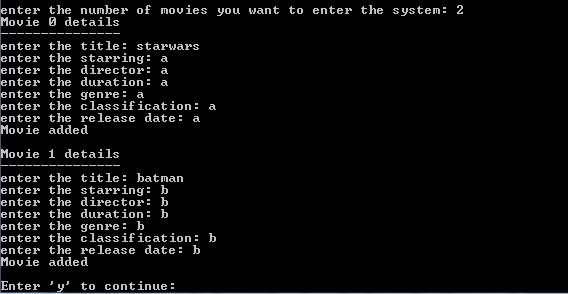 enter the number of movies you want to enter the system: 2
Movie 0 details
---------------
enter the title: starwars
enter the starring: a
enter the director: a
enter the duration: a
enter the genre: a
enter the classification: a
enter the release date: a
Movie added
Movie 1 details
---------------
enter the title: batman
enter the starring: b
enter the director: b
enter the duration: b
enter the genre: b
enter the classification: b
enter the release date: b
Movie added
Enter 'y' to continue: